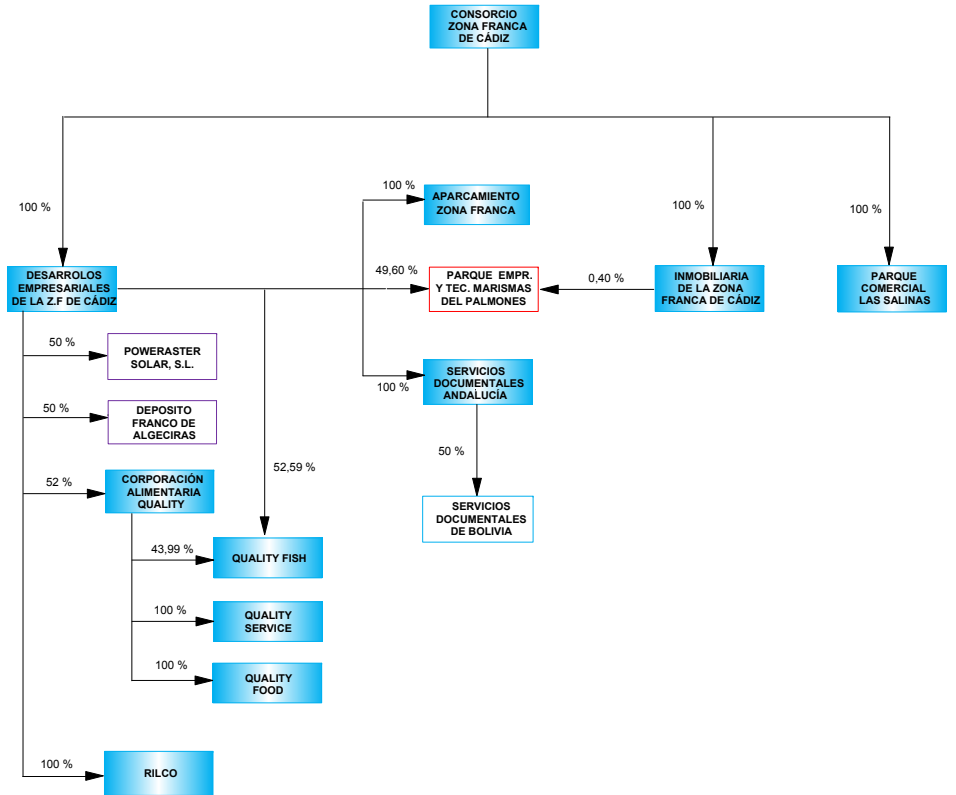 CONSORCIO
ZONA FRANCA
DE CÁDIZ
100 %
100 %
100 %
100 %
APARCAMIENTO
ZONA FRANCA
DESARROLOS
EMPRESARIALES
DE LA Z.F DE CÁDIZ
49,60 %
PARQUE EMPR.
Y TEC. MARISMAS
DEL PALMONES
0,40 %
INMOBILIARIA
DE LA ZONA
FRANCA DE CÁDIZ
PARQUE
COMERCIAL
LAS SALINAS
50 %
POWERASTER
SOLAR, S.L.
100 %
SERVICIOS
DOCUMENTALES
ANDALUCÍA
50 %
DEPOSITO
FRANCO DE
ALGECIRAS
50 %
52,59 %
52 %
CORPORACIÓN
ALIMENTARIA
QUALITY
SERVICIOS
DOCUMENTALES
DE BOLIVIA
43,99 %
QUALITY FISH
100 %
QUALITY
SERVICE
100 %
QUALITY
FOOD
100 %
RILCO